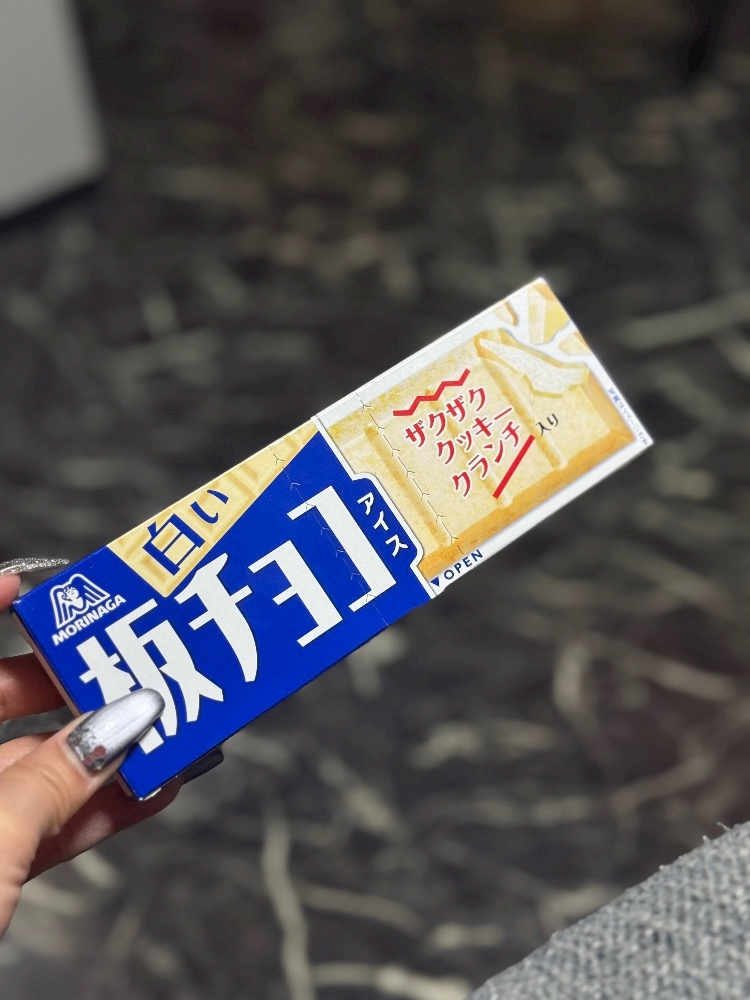 白い
MORINAGA
板チョコ
アイス
ザクザク
クッキー
クランチ
入り
OPEN